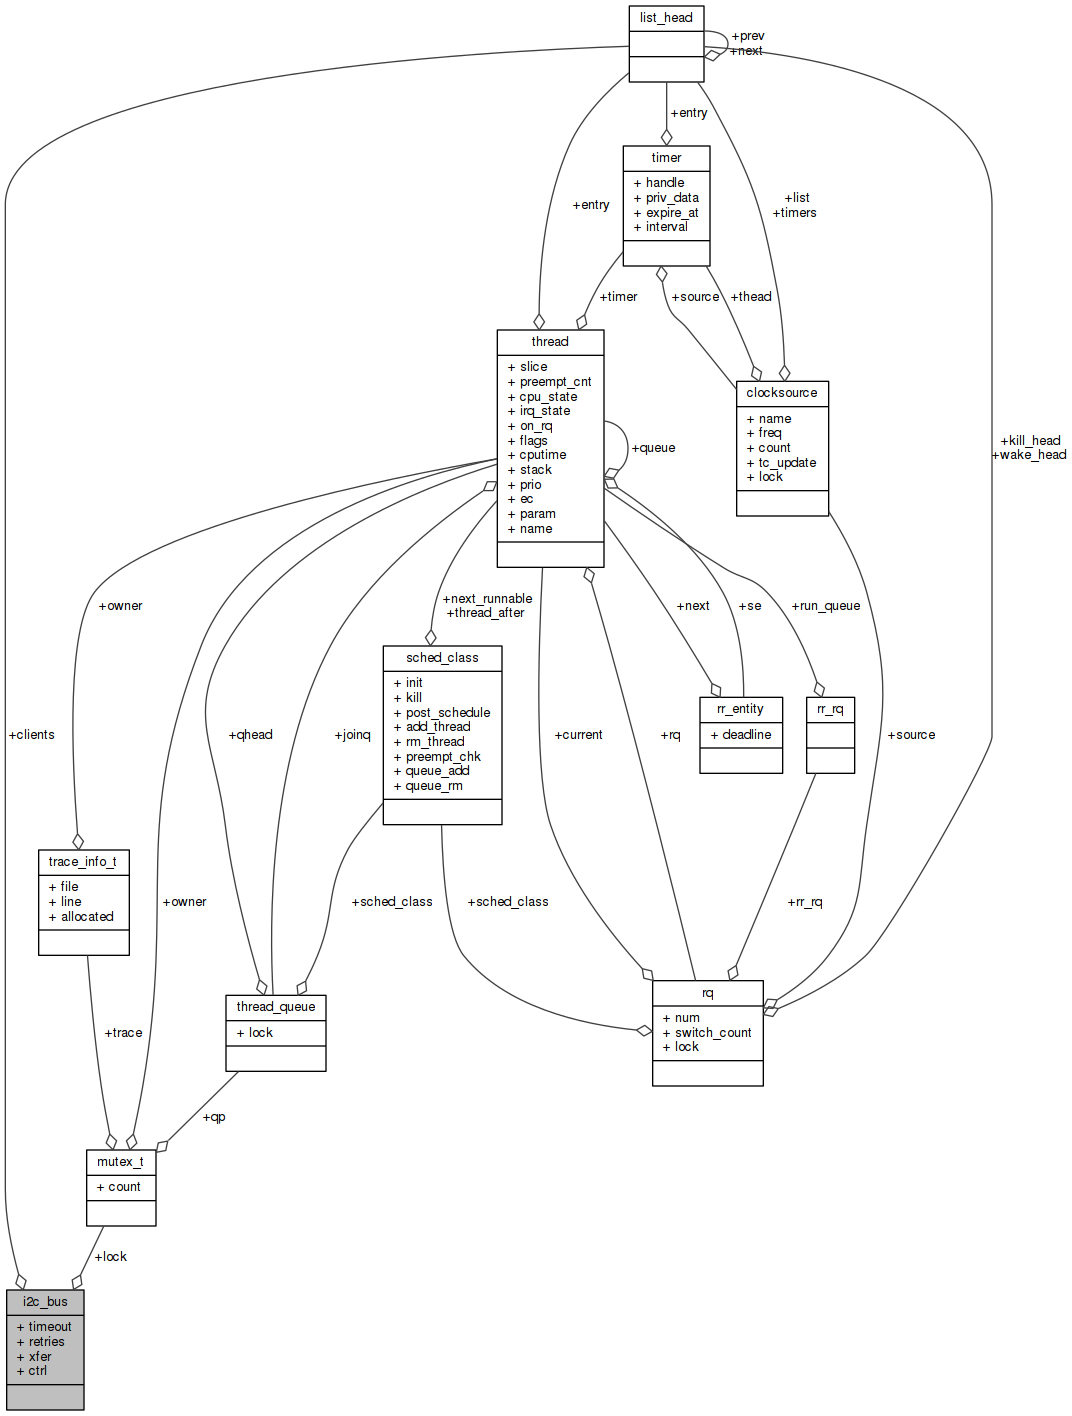 list_head
+prev
+next
+entry
timer
+ handle
+ priv_data
+ expire_at
+ interval
+list
+timers
+entry
+timer
+source
+thead
thread
+ slice
+ preempt_cnt
+ cpu_state
+ irq_state
+ on_rq
+ flags
+ cputime
+ stack
+ prio
+ ec
+ param
+ name
clocksource
+ name
+ freq
+ count
+ tc_update
+ lock
+queue
+kill_head
+wake_head
+owner
+next_runnable
+thread_after
+next
+se
+run_queue
sched_class
+ init
+ kill
+ post_schedule
+ add_thread
+ rm_thread
+ preempt_chk
+ queue_add
+ queue_rm
rr_entity
+ deadline
rr_rq
+clients
+qhead
+joinq
+current
+rq
+source
trace_info_t
+ file
+ line
+ allocated
+owner
+sched_class
+sched_class
+rr_rq
thread_queue
+ lock
rq
+ num
+ switch_count
+ lock
+trace
+qp
mutex_t
+ count
+lock
i2c_bus
+ timeout
+ retries
+ xfer
+ ctrl